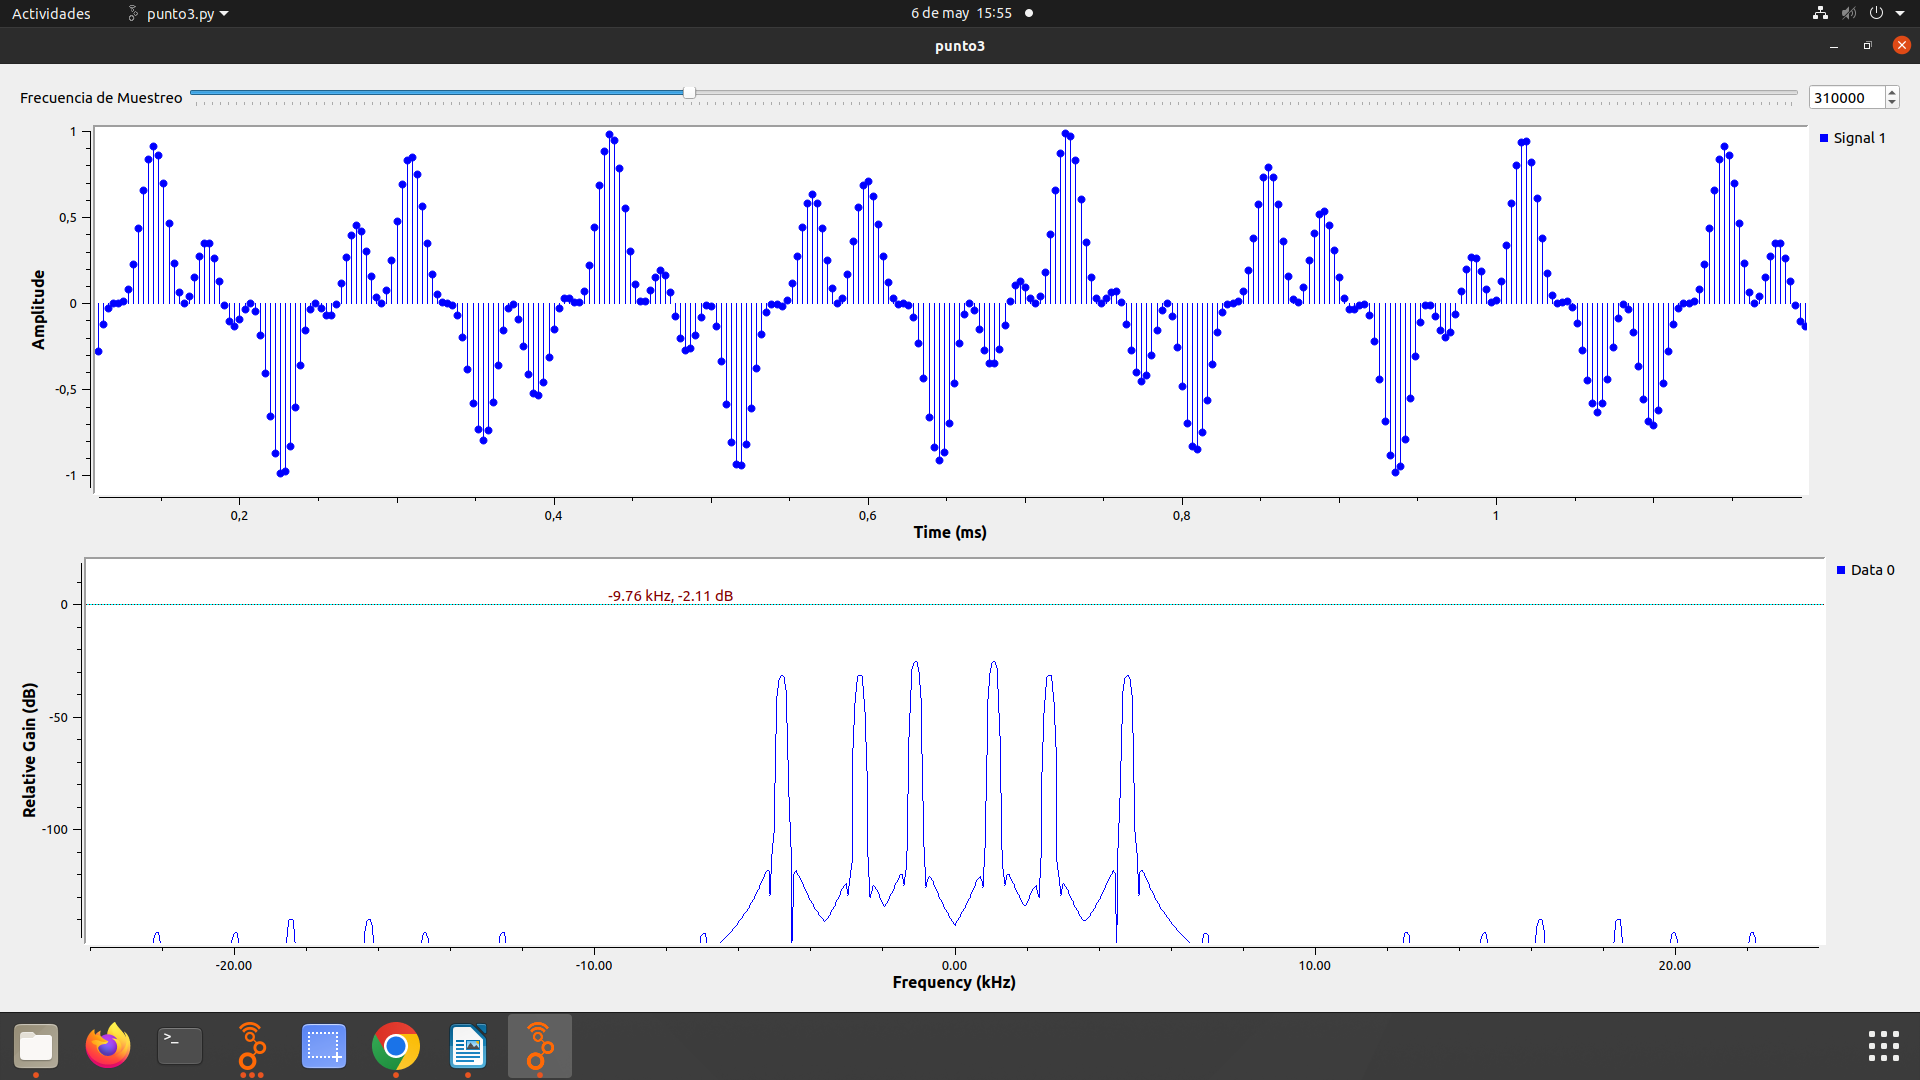 Actividades
punto3.py
6 de may 15:55
punto3
Frecuencia de Muestreo
310000
Signal 1
Amplitude
1
0,5
0
-0,5
-1
0,2
0,4
0,6
0,8
1
Time (ms)
Data 0
-9.76 kHz, -2.11 dB
Relative Gain (dB)
0
-50
-100
-20.00
-10.00
0.00
10.00
20.00
Frequency (kHz)
>_